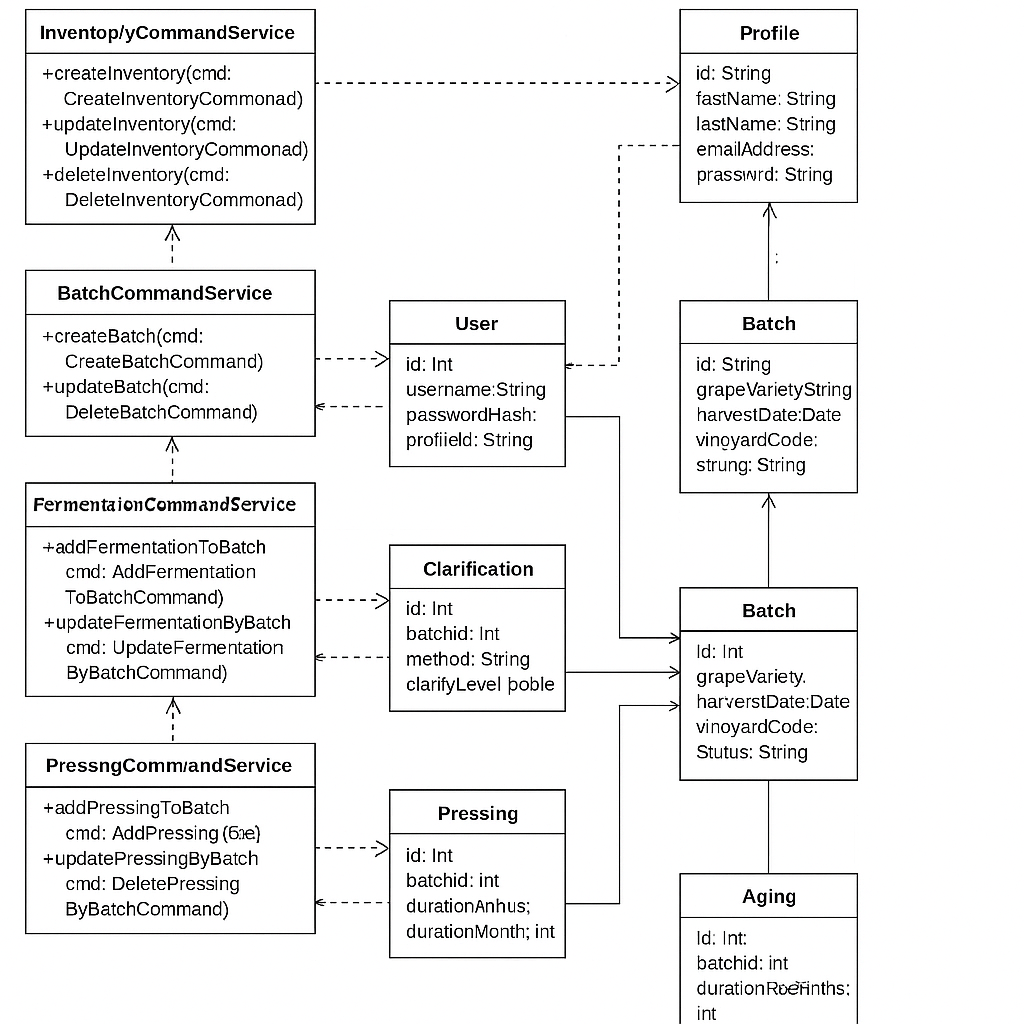 Inventop/yCommandService
+createInventory(cmd:
CreateInventoryCommonad)
+updateInventory(cmd:
UpdateInventoryCommonad)
+deleteInventory(cmd:
DeleteInventoryCommonad)
BatchCommandService
+createBatch(cmd:
CreateBatchCommand)
+updateBatch(cmd:
DeleteBatchCommand)
FermentaionCommandService
+addFermentationToBatch
cmd: AddFermentation
ToBatchCommand)
+updateFermentationByBatch
cmd: UpdateFermentation
ByBatchCommand)
PressngCommandService
+addPressingToBatch
cmd: AddPressing
+updatePressingByBatch
cmd: DeletePressing
ByBatchCommand)
User
id: Int
username:String
passwordHash:
profiield: String
Clarification
id: Int
batchid: Int
method: String
clarifyLevel þoble
Pressing
id: Int
batchid: int
durationAnhus;
durationMonth; int
Profile
id: String
fastName: String
lastName: String
emailAddress:
prasswrd: String
:
Batch
id: String
grapeVarietyString
harvestDate:Date
vinoyardCode:
strung: String
Batch
Id: Int
grapeVariety.
harverstDate:Date
vinoyardCode:
Stutus: String
Aging
Id: Int:
batchid: int
int